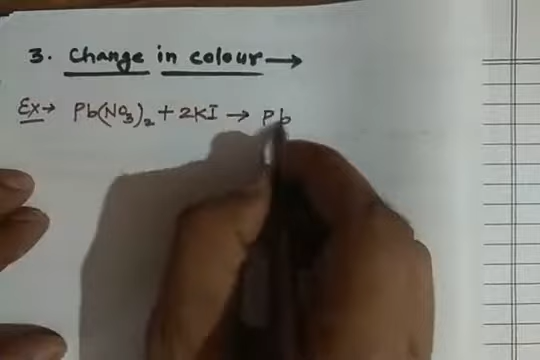 3. Change in colour→
Ex→ Pb(NO₃)₂ + 2KI → Pb